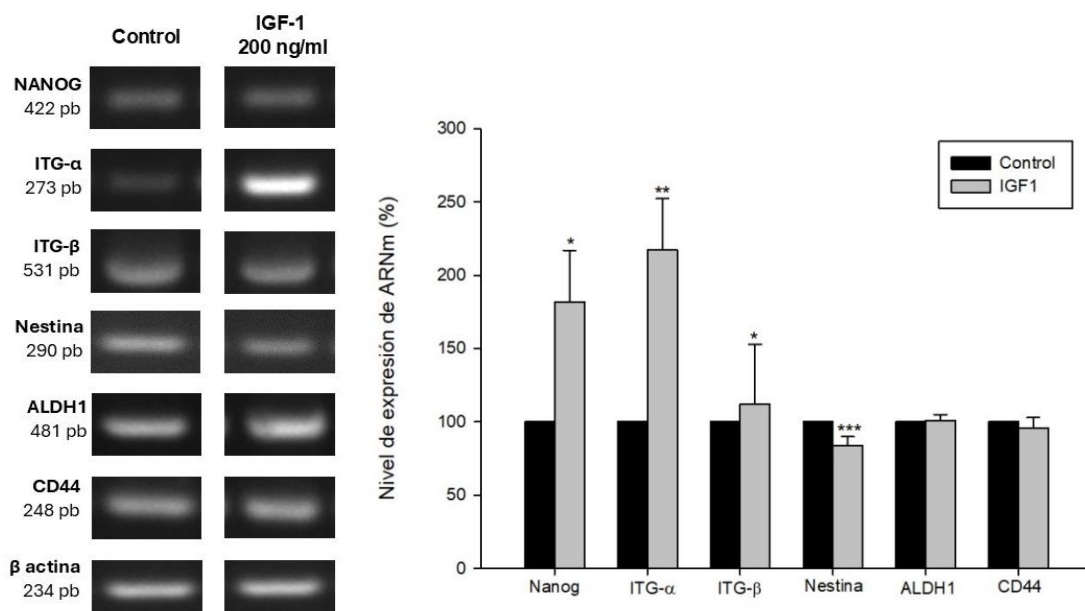 Control
IGF-1
200 ng/ml
NANOG
422 pb
ITG-α
273 pb
ITG-β
531 pb
Nestina
290 pb
ALDH1
481 pb
CD44
248 pb
β actina
234 pb
Nivel de expresión de ARNm (%)
300
250
200
150
100
50
0
*
**
*
***
Control
IGF1
Nanog
ITG-α
ITG-β
Nestina
ALDH1
CD44